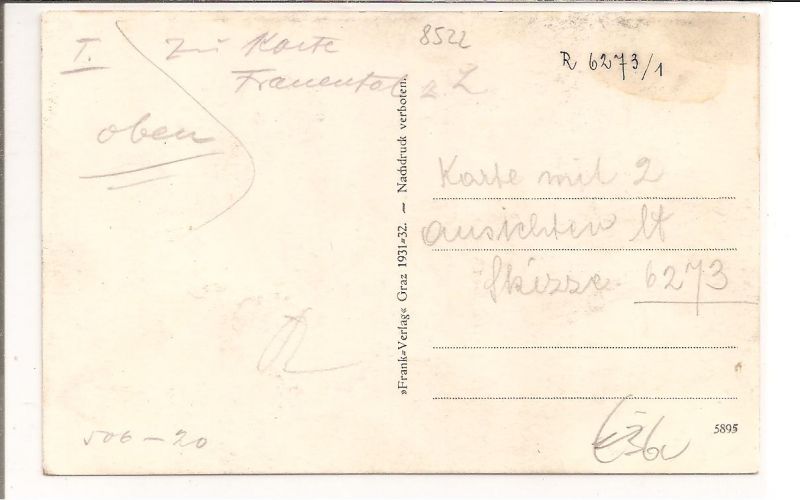 8522
R 6273/1
I. Zur Karte
Frauental
oben
»Frank=Verlag« Graz 1931=32. — Nachdruck verboten.
Karte mit 2
ansichten lt
Skizze 6273
506-20
5895